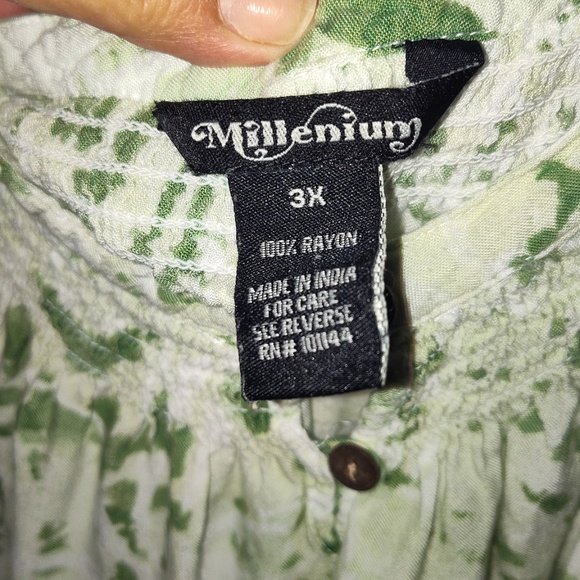 Millenium
3X
100% RAYON
MADE IN INDIA
FOR CARE
SEE REVERSE
RN# 101144